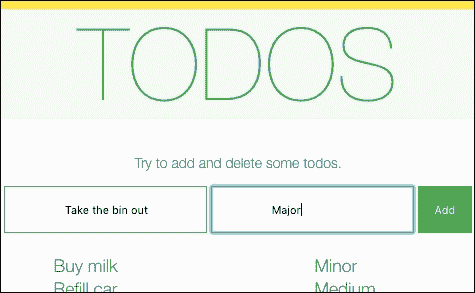 TODOS
Try to add and delete some todos.
Take the bin out Major Add
Buy milk Minor
Refill car Medium